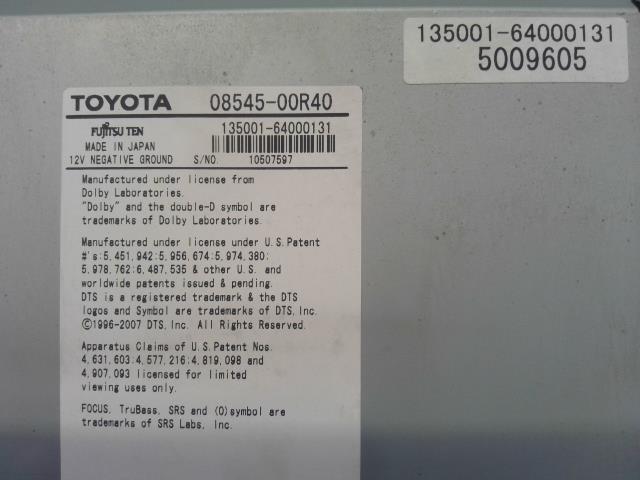 135001-64000131
5009605
TOYOTA 08545-00R40
FUJITSU TEN 135001-64000131
MADE IN JAPAN
12V NEGATIVE GROUND S/NO. 10507597
Manufactured under license from
Dolby Laboratories.
"Dolby" and the double-D symbol are
trademarks of Dolby Laboratories.
Manufactured under license under U.S.Patent
#'s:5,451,942:5,956,674:5,974,380:
5,978,762:6,487,535 & other U.S. and
worldwide patents issued & pending.
DTS is a registered trademark & the DTS
logos and Symbol are trademarks of DTS, Inc.
©1996-2007 DTS, Inc. All Rights Reserved.
Apparatus Claims of U.S.Patent Nos.
4,631,603:4,577,216:4,819,098 and
4,907,093 licensed for limited
viewing uses only.
FOCUS, TruBass, SRS and (O)symbol are
trademarks of SRS Labs, Inc.